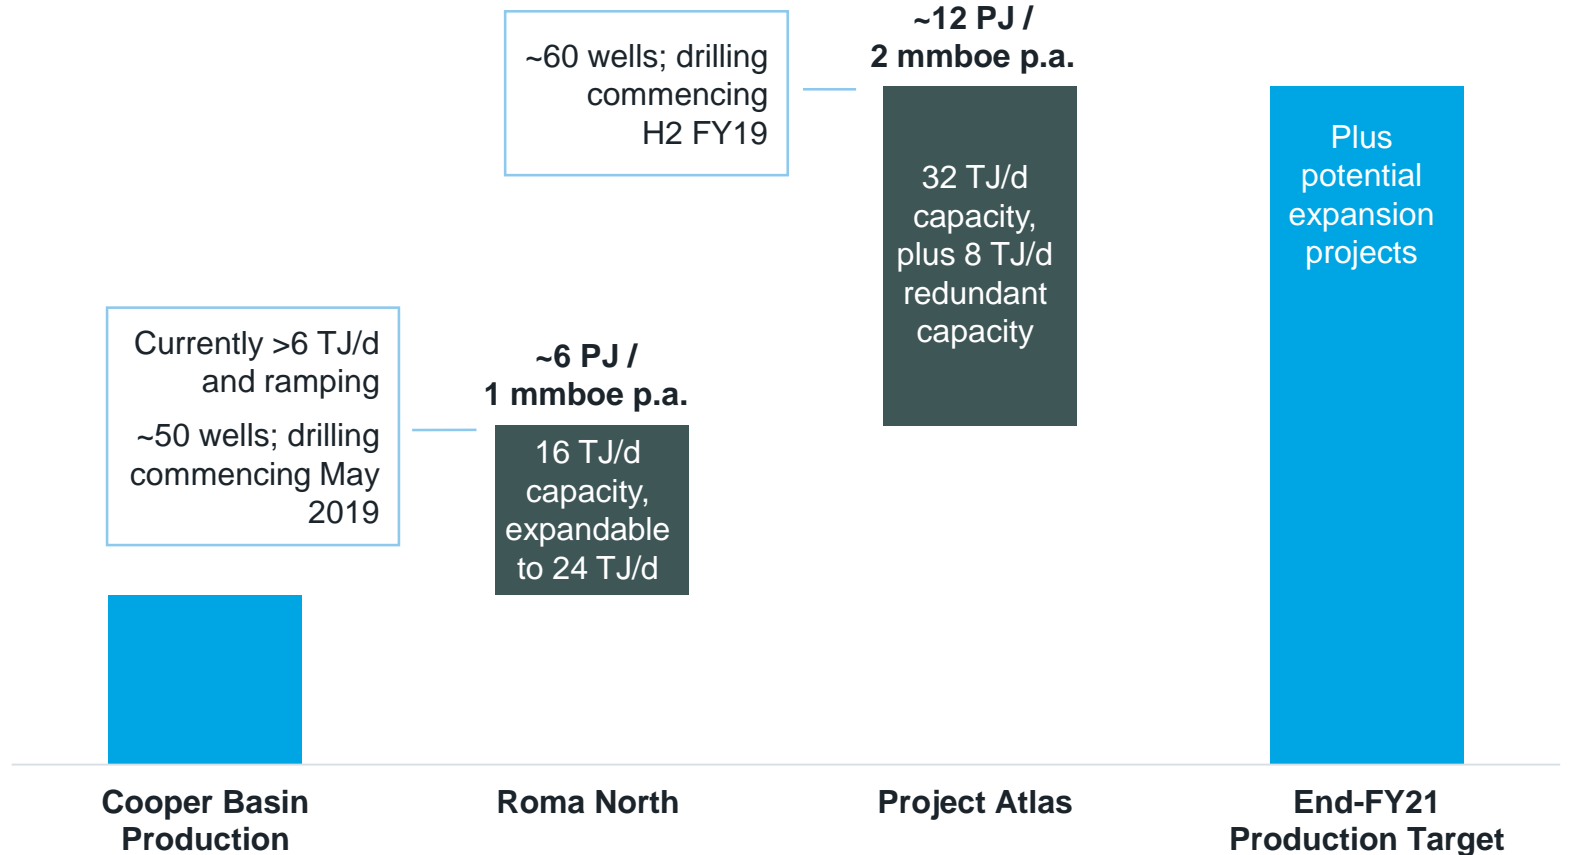 ~12 PJ /
2 mmboe p.a.
~60 wells; drilling
commencing
H2 FY19
32 TJ/d
capacity,
plus 8 TJ/d
redundant
capacity
Plus
potential
expansion
projects
Currently >6 TJ/d
and ramping
~50 wells; drilling
commencing May
2019
~6 PJ /
1 mmboe p.a.
16 TJ/d
capacity,
expandable
to 24 TJ/d
Cooper Basin
Production
Roma North
Project Atlas
End-FY21
Production Target